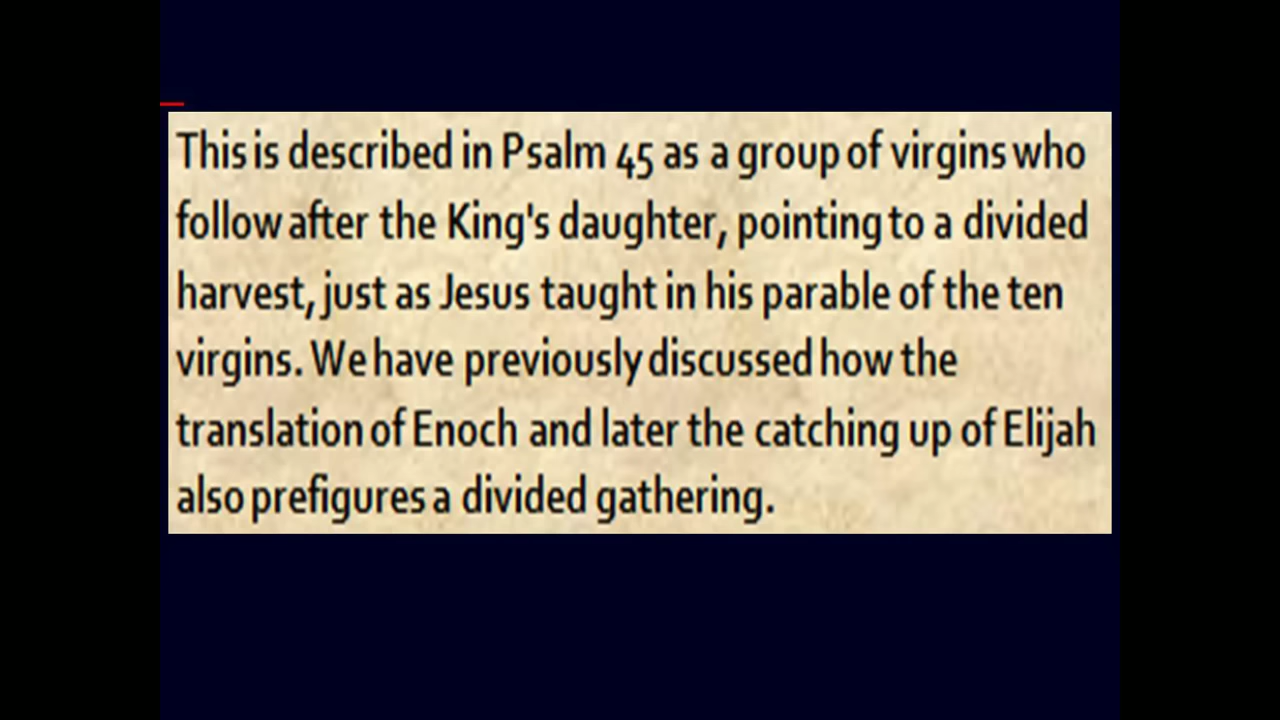 This is described in Psalm 45 as a group of virgins who
follow after the King's daughter, pointing to a divided
harvest, just as Jesus taught in his parable of the ten
virgins. We have previously discussed how the
translation of Enoch and later the catching up of Elijah
also prefigures a divided gathering.